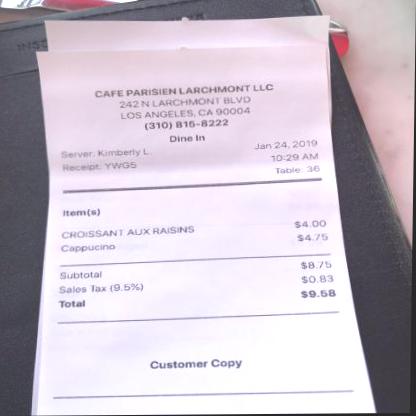 CAFE PARISIEN LARCHMONT LLC
242 N LARCHMONT BLVD
LOS ANGELES, CA 90004
(310) 815-8222
Dine In
Server: Kimberly L. Jan 24, 2019
Receipt: YWG5 10:29 AM
Table: 36
Item(s)
CROISSANT AUX RAISINS $4.00
Cappucino $4.75
Subtotal $8.75
Sales Tax (9.5%) $0.83
Total $9.58
Customer Copy